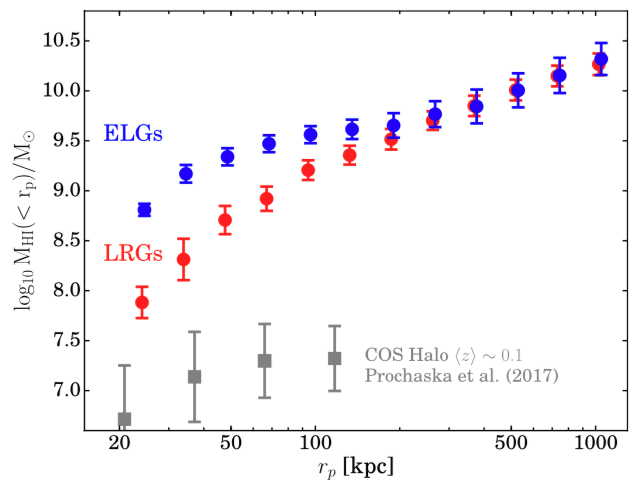 10.5
10.0
9.5
9.0
8.5
8.0
7.5
7.0
log₁₀ M_HI(< r_p)/M_⊙
ELGs
LRGs
COS Halo ⟨z⟩ ∼ 0.1
Prochaska et al. (2017)
20 50 100 200 500 1000
r_p [kpc]